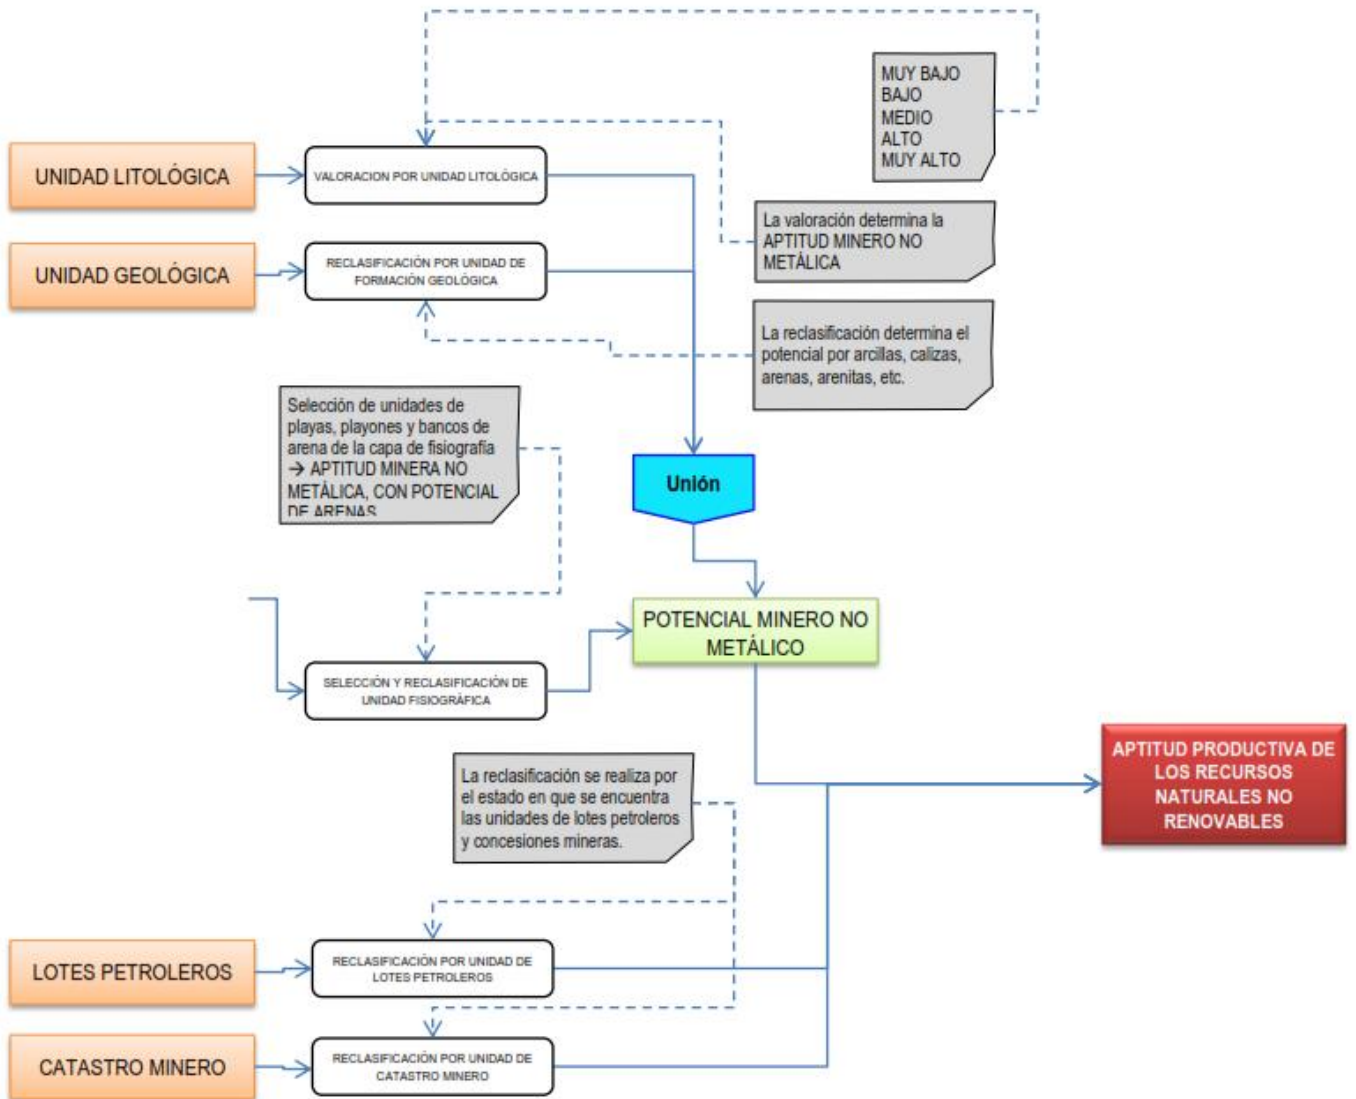 MUY BAJO
BAJO
MEDIO
ALTO
MUY ALTO
UNIDAD LITOLÓGICA
VALORACION POR UNIDAD LITOLÓGICA
La valoración determina la
APTITUD MINERO NO
METÁLICA
UNIDAD GEOLÓGICA
RECLASIFICACIÓN POR UNIDAD DE
FORMACIÓN GEOLÓGICA
La reclasificación determina el
potencial por arcillas, calizas,
arenas, arenitas, etc.
Selección de unidades de
playas, playones y bancos de
arena de la capa de fisiografía
→ APTITUD MINERA NO
METÁLICA, CON POTENCIAL
DE ARENAS
Unión
POTENCIAL MINERO NO
METÁLICO
SELECCIÓN Y RECLASIFICACIÓN DE
UNIDAD FISIOGRÁFICA
APTITUD PRODUCTIVA DE
LOS RECURSOS
NATURALES NO
RENOVABLES
La reclasificación se realiza por
el estado en que se encuentra
las unidades de lotes petroleros
y concesiones mineras.
LOTES PETROLEROS
RECLASIFICACIÓN POR UNIDAD DE
LOTES PETROLEROS
CATASTRO MINERO
RECLASIFICACIÓN POR UNIDAD DE
CATASTRO MINERO